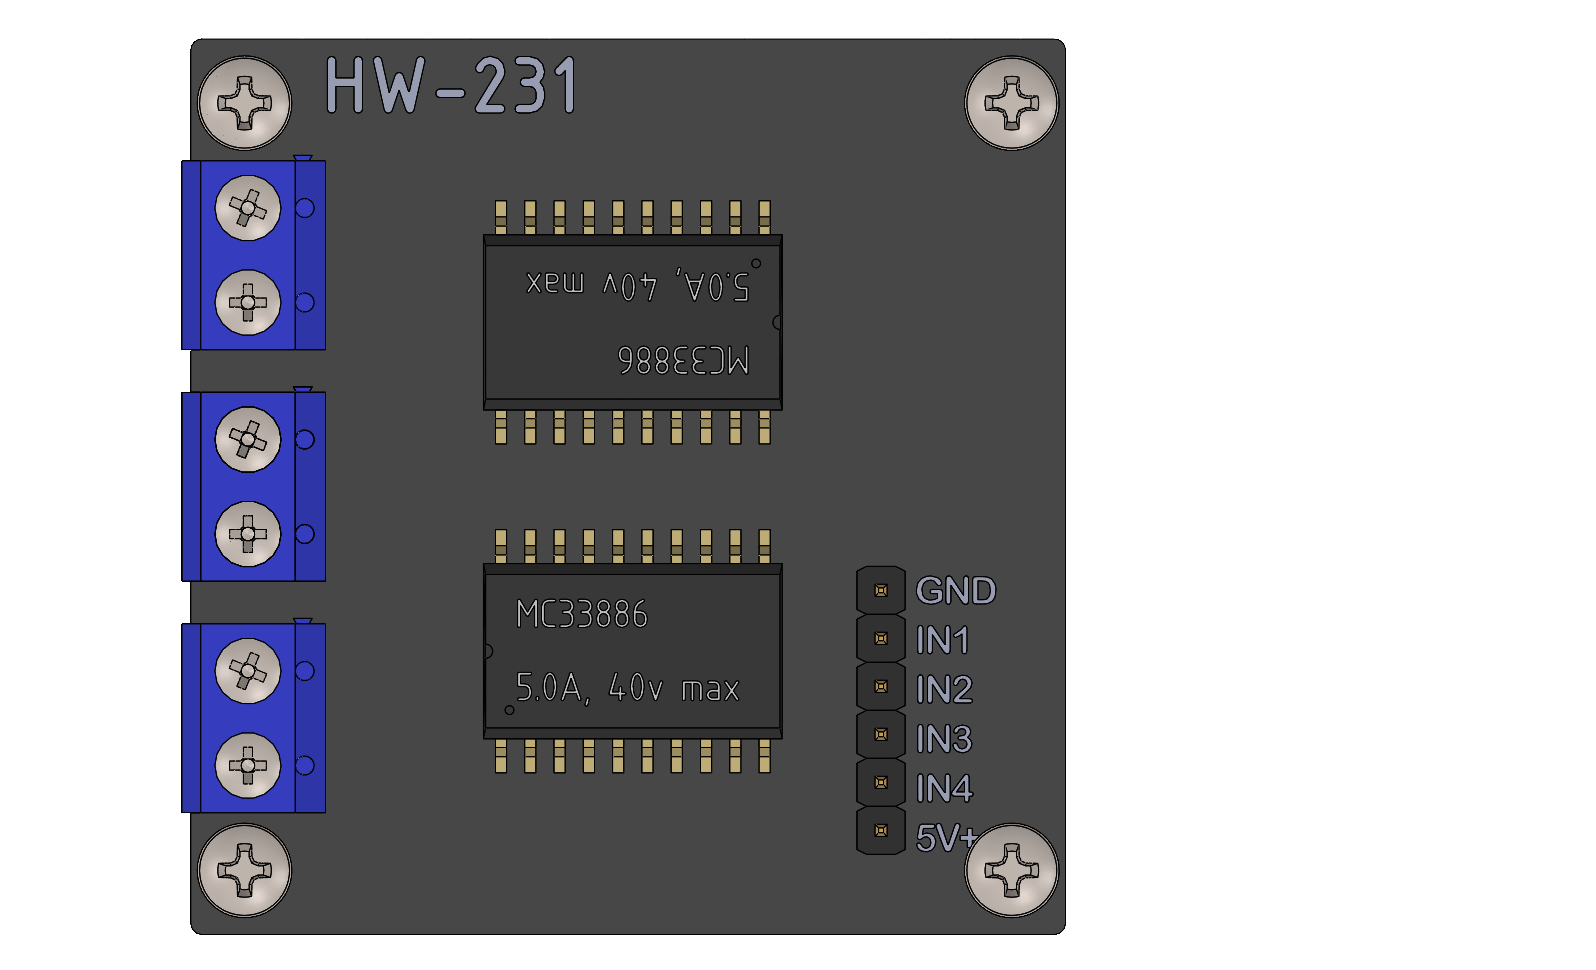 HW-231
5.0A, 40v max
MC33886
MC33886
5.0A, 40v max
GND
IN1
IN2
IN3
IN4
5V+